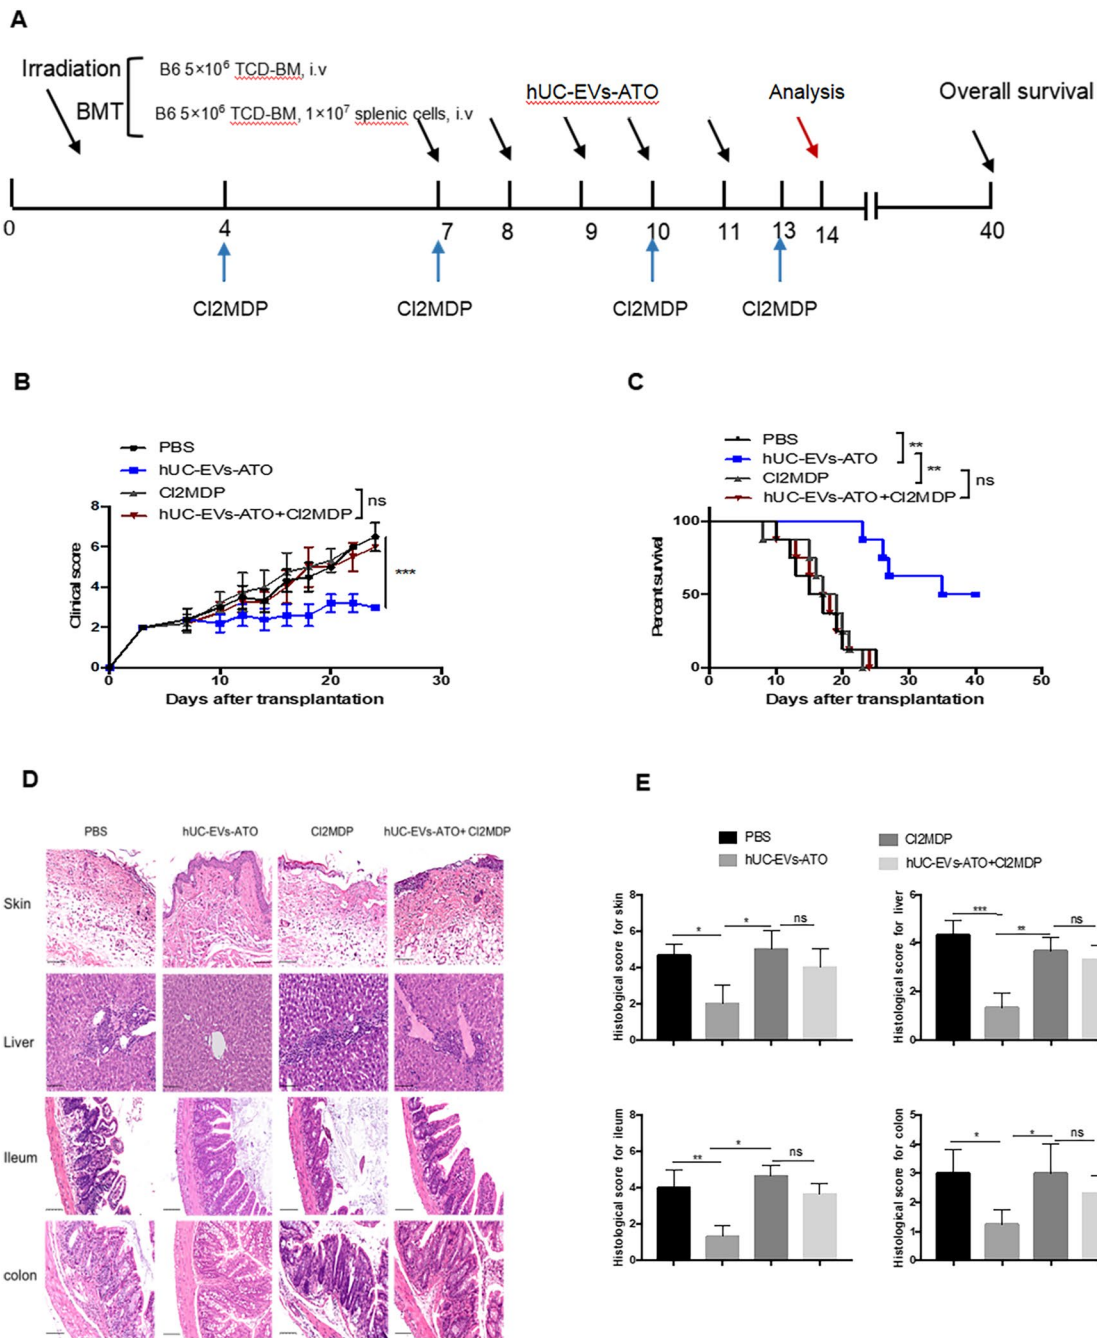 A
Irradiation
BMT
B6 5×10⁶ TCD-BM, i.v
B6 5×10⁶ TCD-BM, 1×10⁷ splenic cells, i.v
hUC-EVs-ATO
Analysis
Overall survival
0 4 7 8 9 10 11 13 14 40
Cl2MDP Cl2MDP Cl2MDP Cl2MDP
B
PBS
hUC-EVs-ATO
Cl2MDP
hUC-EVs-ATO+Cl2MDP
ns
***
Clinical score
8
6
4
2
0
0 10 20 30
Days after transplantation
C
PBS
hUC-EVs-ATO
Cl2MDP
hUC-EVs-ATO+Cl2MDP
**
**
ns
Percent survival
100
50
0
0 10 20 30 40 50
Days after transplantation
D
PBS hUC-EVs-ATO Cl2MDP hUC-EVs-ATO+Cl2MDP
Skin
Liver
Ileum
colon
E
PBS
hUC-EVs-ATO
Cl2MDP
hUC-EVs-ATO+Cl2MDP
Histological score for skin
8
6
4
2
0
* * ns
Histological score for liver
6
4
2
0
*** ** ns
Histological score for ileum
8
6
4
2
0
** * ns
Histological score for colon
5
4
3
2
1
0
* * ns